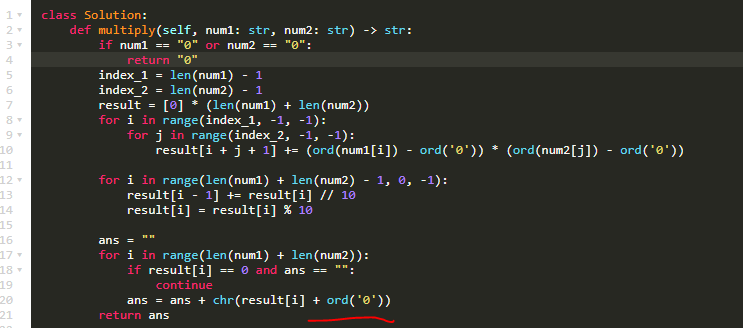 1 class Solution:
2     def multiply(self, num1: str, num2: str) -> str:
3         if num1 == "0" or num2 == "0":
4             return "0"
5         index_1 = len(num1) - 1
6         index_2 = len(num2) - 1
7         result = [0] * (len(num1) + len(num2))
8         for i in range(index_1, -1, -1):
9             for j in range(index_2, -1, -1):
10                 result[i + j + 1] += (ord(num1[i]) - ord('0')) * (ord(num2[j]) - ord('0'))
11
12         for i in range(len(num1) + len(num2) - 1, 0, -1):
13             result[i - 1] += result[i] // 10
14             result[i] = result[i] % 10
15
16         ans = ""
17         for i in range(len(num1) + len(num2)):
18             if result[i] == 0 and ans == "":
19                 continue
20             ans = ans + chr(result[i] + ord('0'))
21         return ans